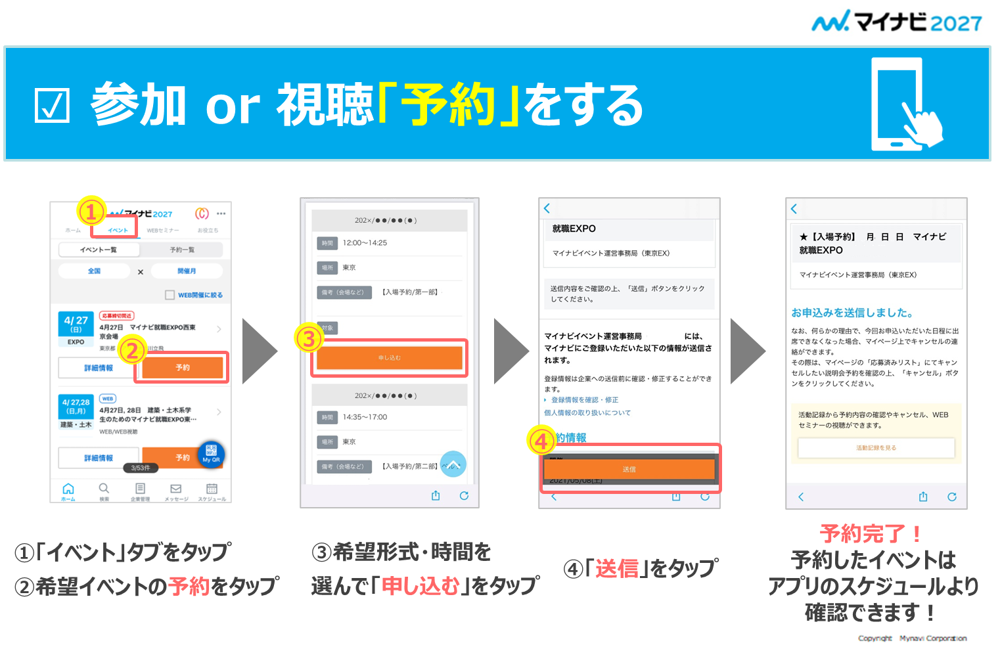 マイナビ2027
☑ 参加 or 視聴「予約」をする
①
マイナビ2027
ホーム イベント WEBセミナー お役立ち
イベント一覧 予約一覧
全国 × 開催月
WEB開催に絞る
4/27
(日)
EXPO
応募締切間近
4月27日 マイナビ就職EXPO西東
京会場
東京都 川立飛
②
詳細情報 予約
4/27,28
(日,月)
建築・土木
WEB
4月27日, 28日 建築・土木系学
生のためのマイナビ就職EXPO東…
WEB/WEB視聴
詳細情報 予約
My QR
3/53件
ホーム 検索 企業管理 メッセージ スケジュール
202×/●●/●●(●)
時間 12:00～14:25
場所 東京
備考（会場など） 【入場予約/第一部】
対象
③
申し込む
202×/●●/●●(●)
時間 14:35～17:00
場所 東京
備考（会場など） 【入場予約/第二部】
就職EXPO
マイナビイベント運営事務局（東京EX）
送信内容をご確認の上、「送信」ボタンをクリック
してください。
マイナビイベント運営事務局 には、
マイナビにご登録いただいた以下の情報が送信さ
れます。
登録情報は企業への送信前に確認・修正することができ
ます。
登録情報を確認・修正
個人情報の取り扱いについて
④
約情報
送信
2021/05/08(土)
★【入場予約】 月 日 日 マイナビ
就職EXPO
マイナビイベント運営事務局（東京EX）
お申込みを送信しました。
なお、何らかの理由で、今回お申込いただいた日程に出
席できなくなった場合、マイページ上でキャンセルの連
絡ができます。
その際は、マイページの「応募済みリスト」にてキャン
セルしたい説明会予約を確認の上、「キャンセル」ボタ
ンをクリックしてください。
活動記録から予約内容の確認やキャンセル、WEB
セミナーの視聴ができます。
活動記録を見る
①「イベント」タブをタップ
②希望イベントの予約をタップ
③希望形式・時間を
選んで「申し込む」をタップ
④「送信」をタップ
予約完了！
予約したイベントは
アプリのスケジュールより
確認できます！
Copyright Mynavi Corporation